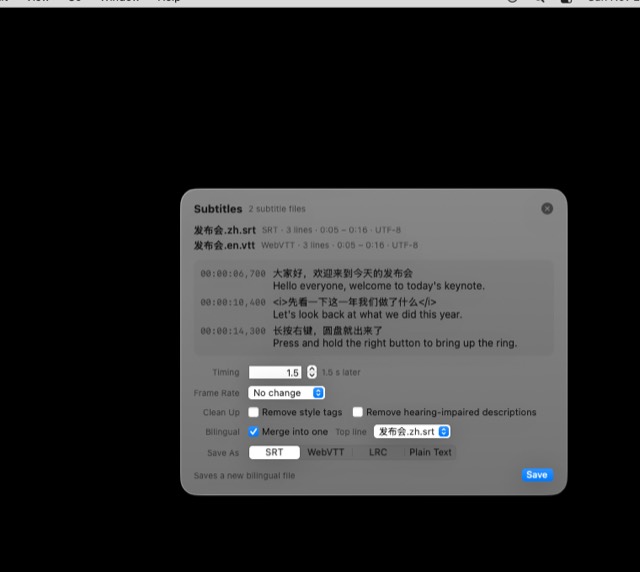 Window
Subtitles 2 subtitle files
发布会.zh.srt SRT · 3 lines · 0:05 – 0:16 · UTF-8
发布会.en.vtt WebVTT · 3 lines · 0:05 – 0:16 · UTF-8
00:00:06,700 大家好，欢迎来到今天的发布会
Hello everyone, welcome to today's keynote.
00:00:10,400 <i>先看一下这一年我们做了什么</i>
Let's look back at what we did this year.
00:00:14,300 长按右键，圆盘就出来了
Press and hold the right button to bring up the ring.
Timing 1.5 1.5 s later
Frame Rate No change
Clean Up Remove style tags Remove hearing-impaired descriptions
Bilingual Merge into one Top line 发布会.zh.srt
Save As SRT WebVTT LRC Plain Text
Saves a new bilingual file Save